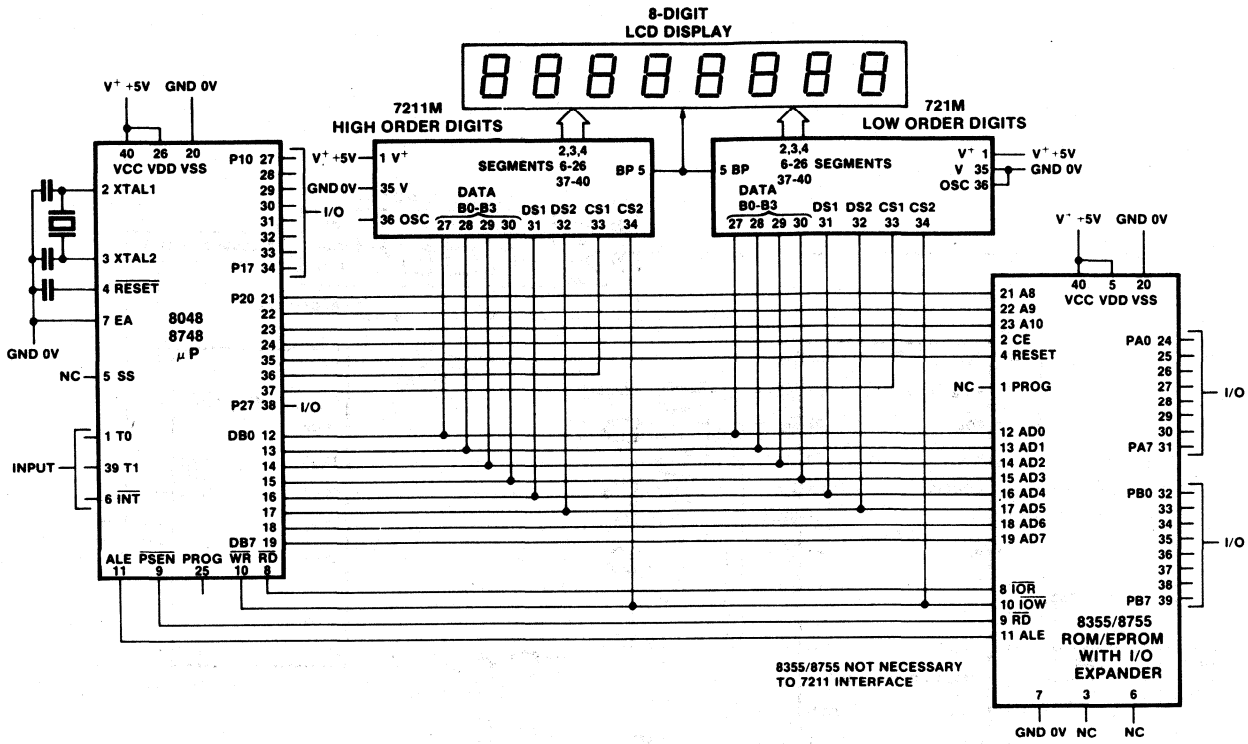 8-DIGIT
LCD DISPLAY
7211M
HIGH ORDER DIGITS
721M
LOW ORDER DIGITS
V+ +5V GND 0V
40 26 20
VCC VDD VSS
2 XTAL1
3 XTAL2
4 RESET
7 EA
GND 0V
8048
8748
μ P
NC 5 SS
1 T0
INPUT 39 T1
6 INT
ALE PSEN PROG WR RD
11 9 25 10 8
P10 27
28
29
30
31
32
33
P17 34
I/O
P20 21
22
23
24
35
36
37
P27 38 I/O
DB0 12
13
14
15
16
17
18
DB7 19
V+ +5V 1 V+
GND 0V 35 V
36 OSC
2,3,4
SEGMENTS 6-26
37-40
BP 5
DATA
B0-B3 DS1 DS2 CS1 CS2
27 28 29 30 31 32 33 34
5 BP
2,3,4
6-26 SEGMENTS
37-40
V+ 1 V+ +5V
V 35 GND 0V
OSC 36
DATA
B0-B3 DS1 DS2 CS1 CS2
27 28 29 30 31 32 33 34
V+ +5V GND 0V
40 5 20
VCC VDD VSS
21 A8
22 A9
23 A10
2 CE
4 RESET
NC 1 PROG
12 AD0
13 AD1
14 AD2
15 AD3
16 AD4
17 AD5
18 AD6
19 AD7
8 IOR
10 IOW
9 RD
11 ALE
PA0 24
25
26
27
28
29
30
PA7 31
I/O
PB0 32
33
34
35
36
37
38
PB7 39
I/O
8355/8755
ROM/EPROM
WITH I/O
EXPANDER
7 3 6
GND 0V NC NC
8355/8755 NOT NECESSARY
TO 7211 INTERFACE